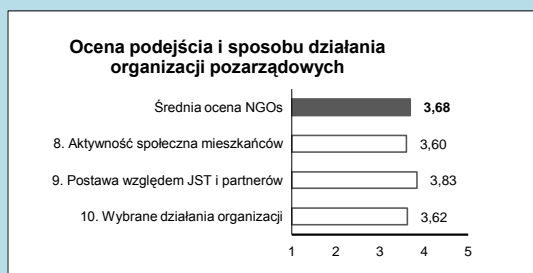 Ocena podejścia i sposobu działania
organizacji pozarządowych
Średnia ocena NGOs 3,68
8. Aktywność społeczna mieszkańców 3,60
9. Postawa względem JST i partnerów 3,83
10. Wybrane działania organizacji 3,62
1 2 3 4 5